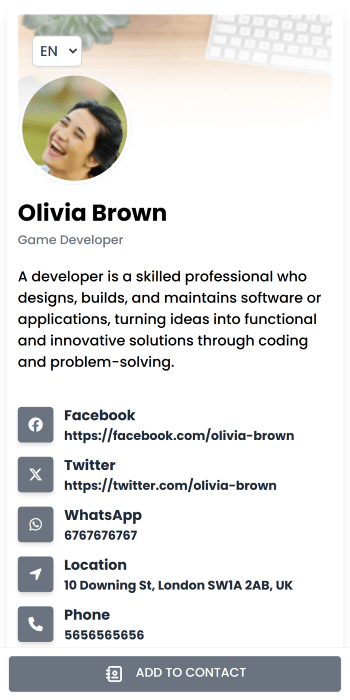 EN
Olivia Brown
Game Developer
A developer is a skilled professional who
designs, builds, and maintains software or
applications, turning ideas into functional
and innovative solutions through coding
and problem-solving.
Facebook
https://facebook.com/olivia-brown
Twitter
https://twitter.com/olivia-brown
WhatsApp
6767676767
Location
10 Downing St, London SW1A 2AB, UK
Phone
5656565656
ADD TO CONTACT